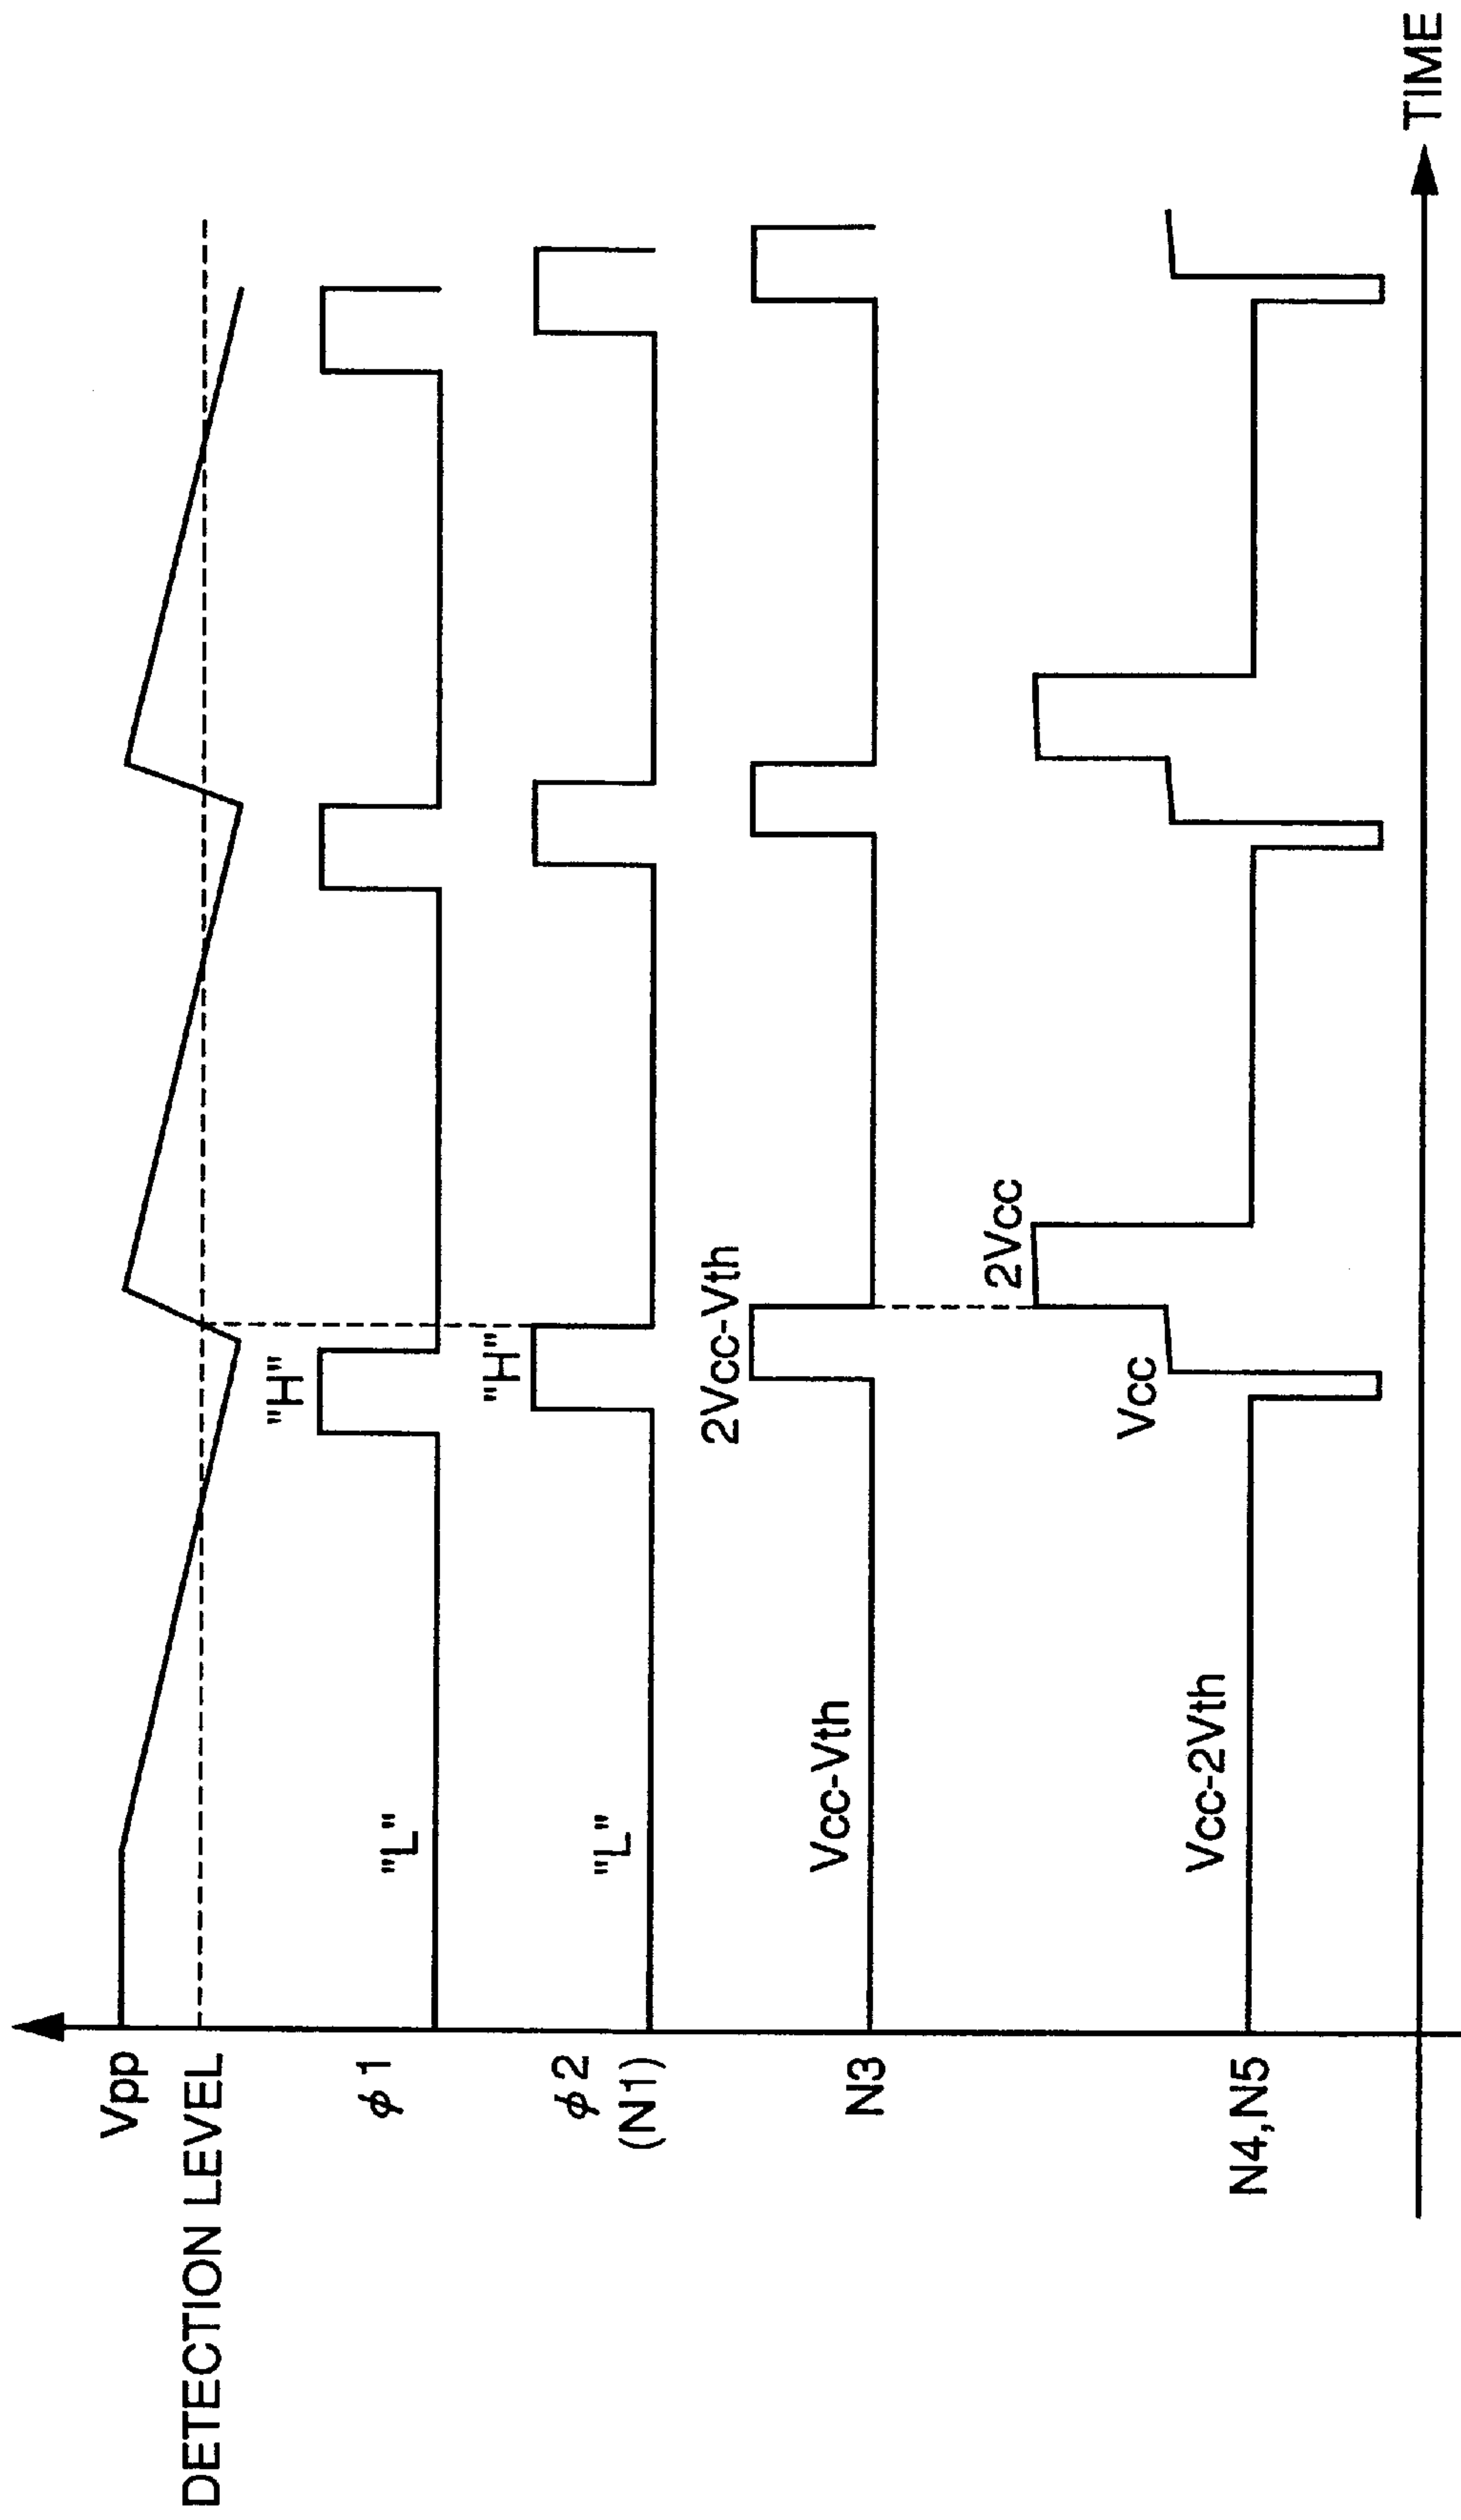 Vpp
DETECTION LEVEL
"H"
ϕ1
"L"
"H"
ϕ2
(N1)
"L"
2Vcc-Vth
N3
Vcc-Vth
2Vcc
Vcc
N4,N5
Vcc-2Vth
TIME